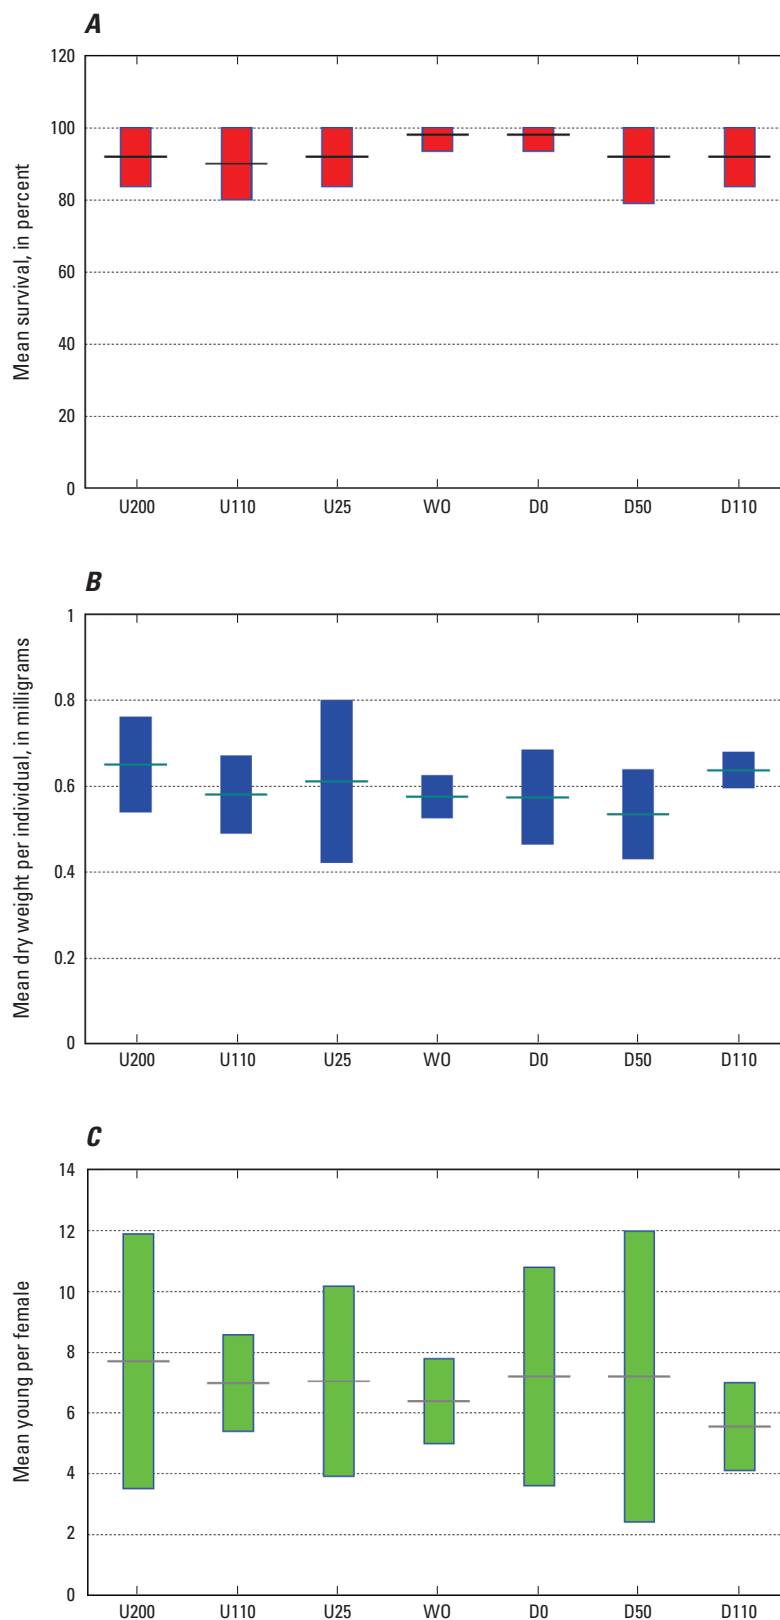 A
Mean survival, in percent
120
100
80
60
40
20
0
U200 U110 U25 WO D0 D50 D110
B
Mean dry weight per individual, in milligrams
1
0.8
0.6
0.4
0.2
0
U200 U110 U25 WO D0 D50 D110
C
Mean young per female
14
12
10
8
6
4
2
0
U200 U110 U25 WO D0 D50 D110